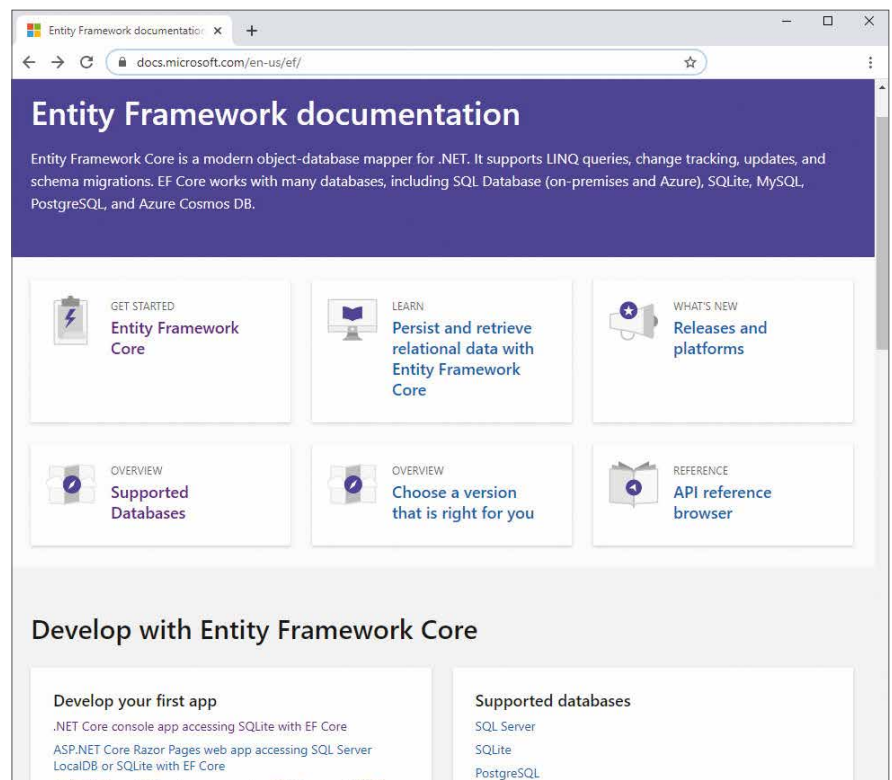 Entity Framework documentation
docs.microsoft.com/en-us/ef/
Entity Framework documentation
Entity Framework Core is a modern object-database mapper for .NET. It supports LINQ queries, change tracking, updates, and
schema migrations. EF Core works with many databases, including SQL Database (on-premises and Azure), SQLite, MySQL,
PostgreSQL, and Azure Cosmos DB.
GET STARTED
Entity Framework
Core
LEARN
Persist and retrieve
relational data with
Entity Framework
Core
WHAT'S NEW
Releases and
platforms
OVERVIEW
Supported
Databases
OVERVIEW
Choose a version
that is right for you
REFERENCE
API reference
browser
Develop with Entity Framework Core
Develop your first app
.NET Core console app accessing SQLite with EF Core
ASP.NET Core Razor Pages web app accessing SQL Server
LocalDB or SQLite with EF Core
Supported databases
SQL Server
SQLite
PostgreSQL